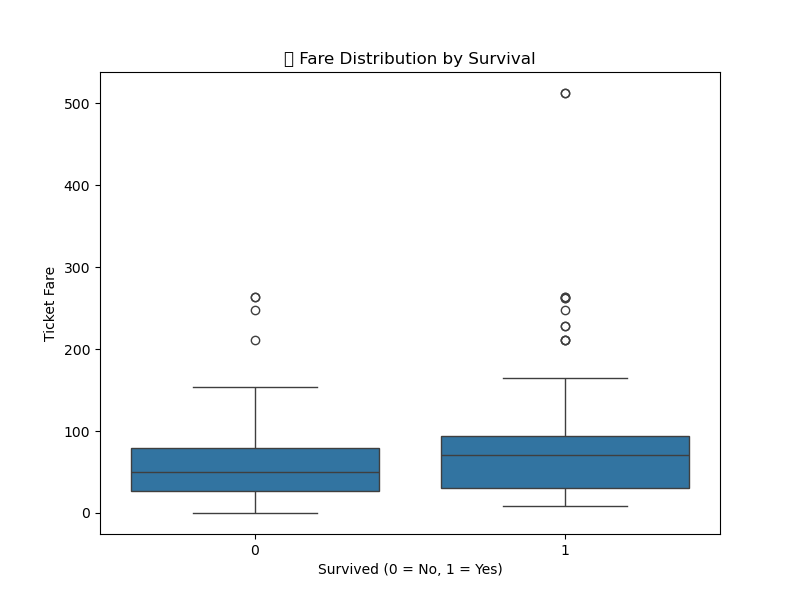 Fare Distribution by Survival
500
400
300
200
100
0
Ticket Fare
0 1
Survived (0 = No, 1 = Yes)